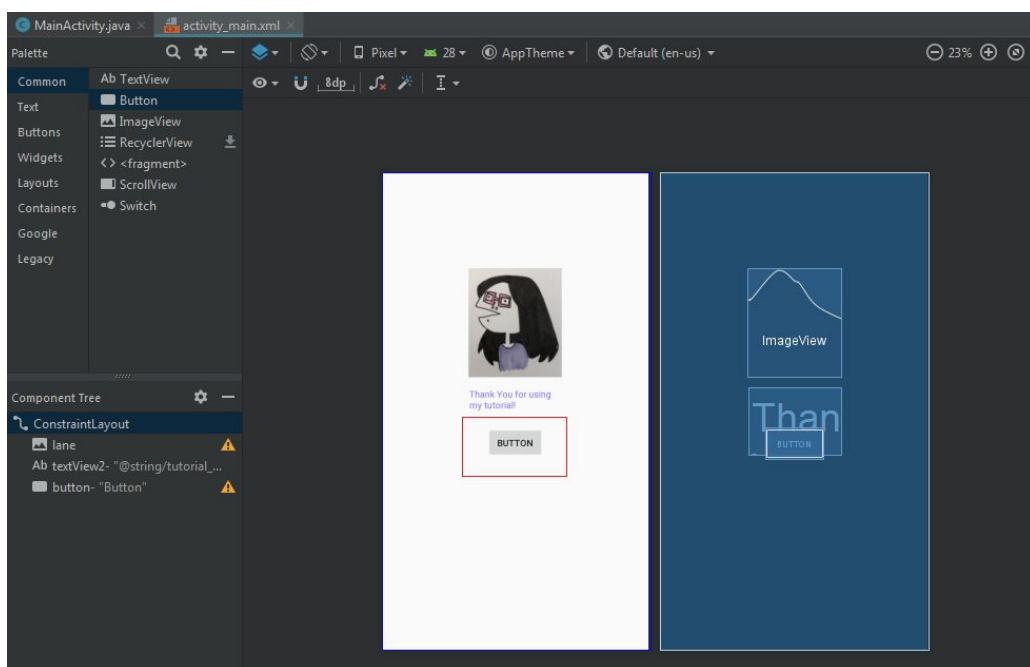 MainActivity.java
activity_main.xml
Palette
Pixel
28
AppTheme
Default (en-us)
23%
Common
Text
Buttons
Widgets
Layouts
Containers
Google
Legacy
Ab TextView
Button
ImageView
RecyclerView
<> <fragment>
ScrollView
Switch
8dp
Thank You for using
my tutorial!
BUTTON
ImageView
Than
BUTTON
Component Tree
ConstraintLayout
lane
Ab textView2- "@string/tutorial_...
button- "Button"